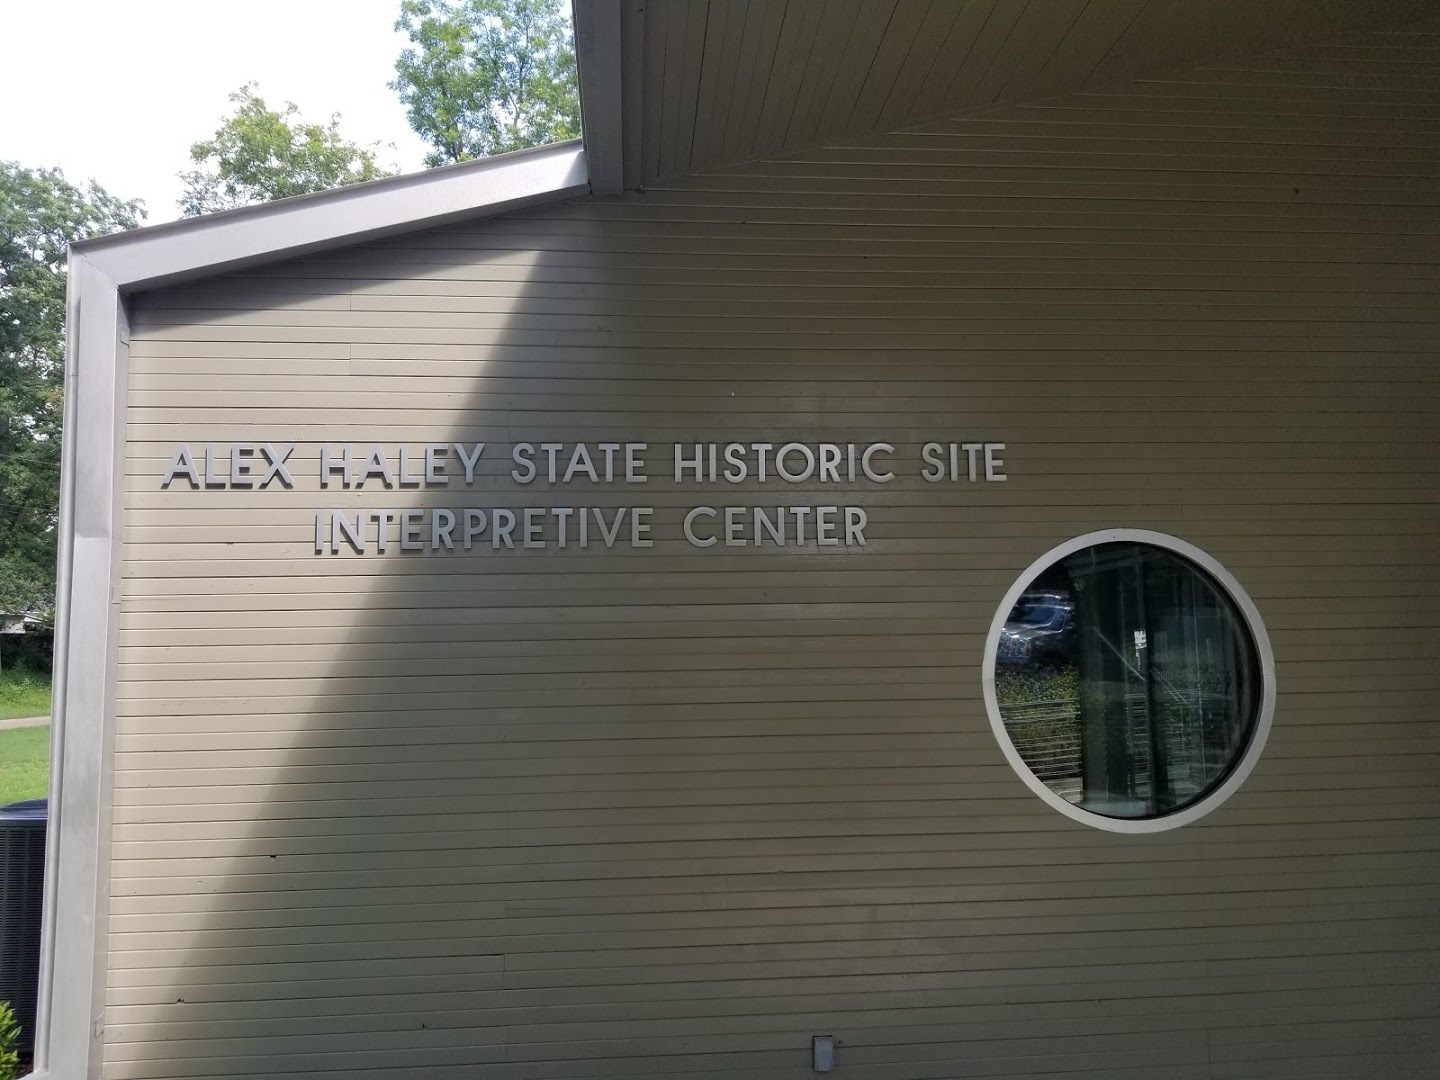 ALEX HALEY STATE HISTORIC SITE
INTERPRETIVE CENTER